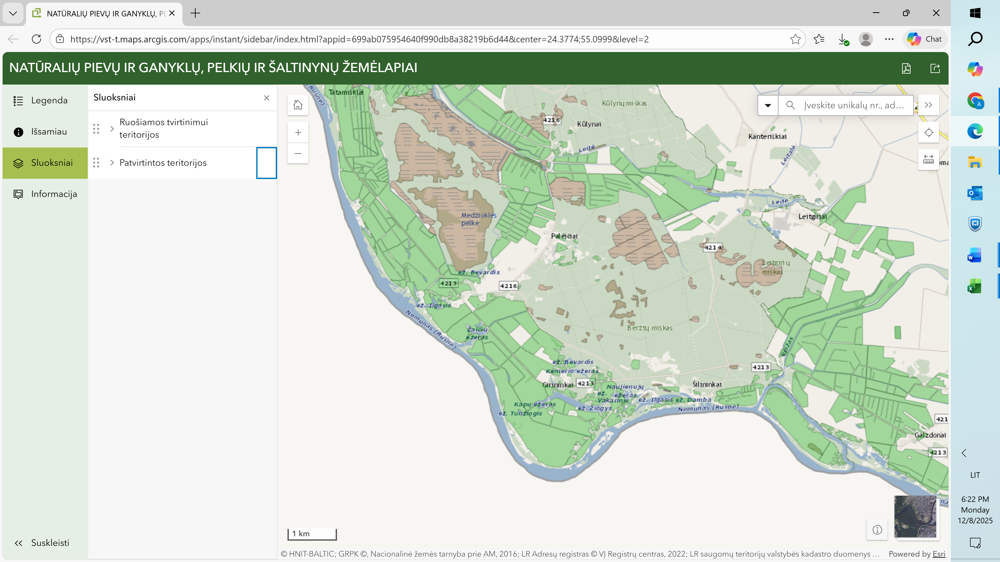 NATŪRALIŲ PIEVŲ IR GANYKLŲ, PE
https://vst-t.maps.arcgis.com/apps/instant/sidebar/index.html?appid=699ab075954640f990db8a38219b6d44&center=24.3774;55.0999&level=2
Chat
NATŪRALIŲ PIEVŲ IR GANYKLŲ, PELKIŲ IR ŠALTINYNŲ ŽEMĖLAPIAI
Legenda
Išsamiau
Sluoksniai
Informacija
Suskleisti
Sluoksniai
Ruošiamos tvirtinimui
teritorijos
Patvirtintos teritorijos
Įveskite unikalų nr., ad...
(Rusnė)
Tatamiškiai
Kūlynų miškas
4216
Kūlynai
Kanteriškiai
Leitė
Leitalė
Leitė
Leitgiriai
Medžioklės
pelkė
Paleičiai
4214
Leitgirių
miškas
ež. Bevardis
4213
4216
ež. Ilgasis
Nemunas (Rusnė)
Žalčių
ežeras
Beržtų miškas
Veižas
ež. Bevardis
Kemerio ežeras
4213
Girininkai
4213
Šilininkai
Naujienujų
ež.
ežeras
Vakarinis
ež. Ilgasis
ež. Damba
Kapų ežeras
ež. Žiogys
Nemunas (Rusnė)
ež. Tunžiogis
421
Galzdonai
4213
1 km
© HNIT-BALTIC; GRPK ©, Nacionalinė žemės tarnyba prie AM, 2016; LR Adresų registras © VĮ Registrų centras, 2022; LR saugomų teritorijų valstybės kadastro duomenys ...
Powered by Esri
LIT
6:22 PM
Monday
12/8/2025